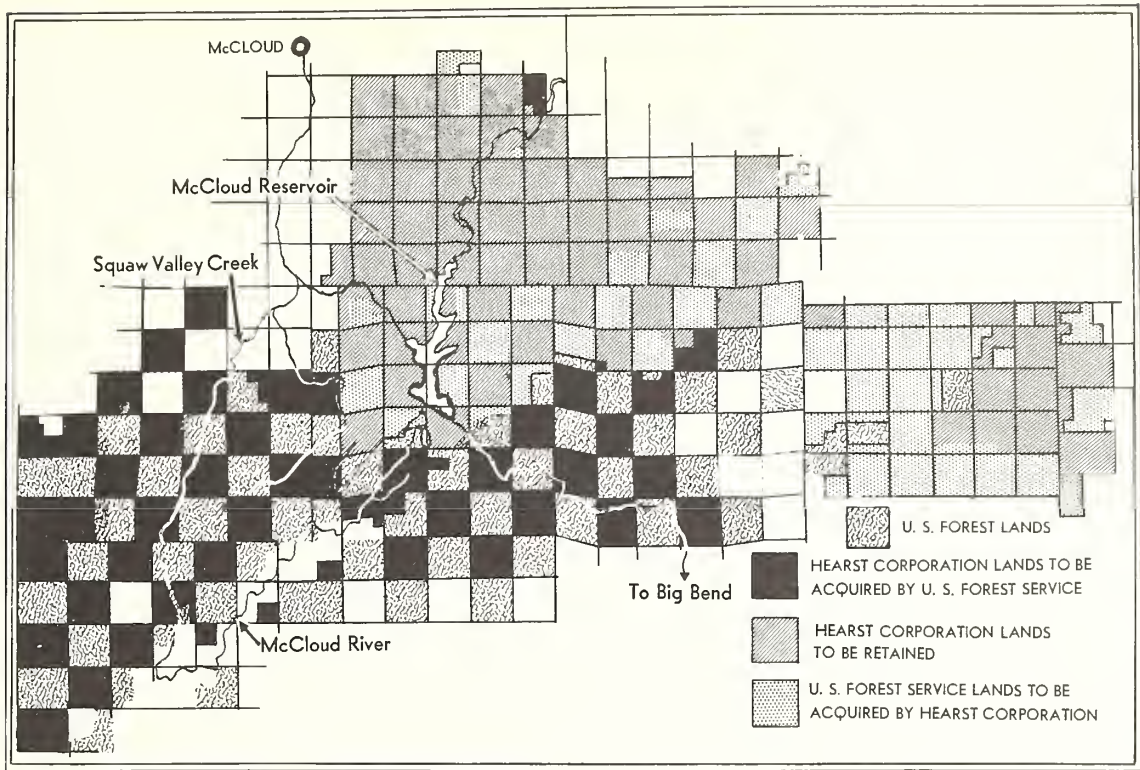 McCLOUD
McCloud Reservoir
Squaw Valley Creek
U. S. FOREST LANDS
HEARST CORPORATION LANDS TO BE
ACQUIRED BY U. S. FOREST SERVICE
To Big Bend
HEARST CORPORATION LANDS
TO BE RETAINED
McCloud River
U. S. FOREST SERVICE LANDS TO BE
ACQUIRED BY HEARST CORPORATION